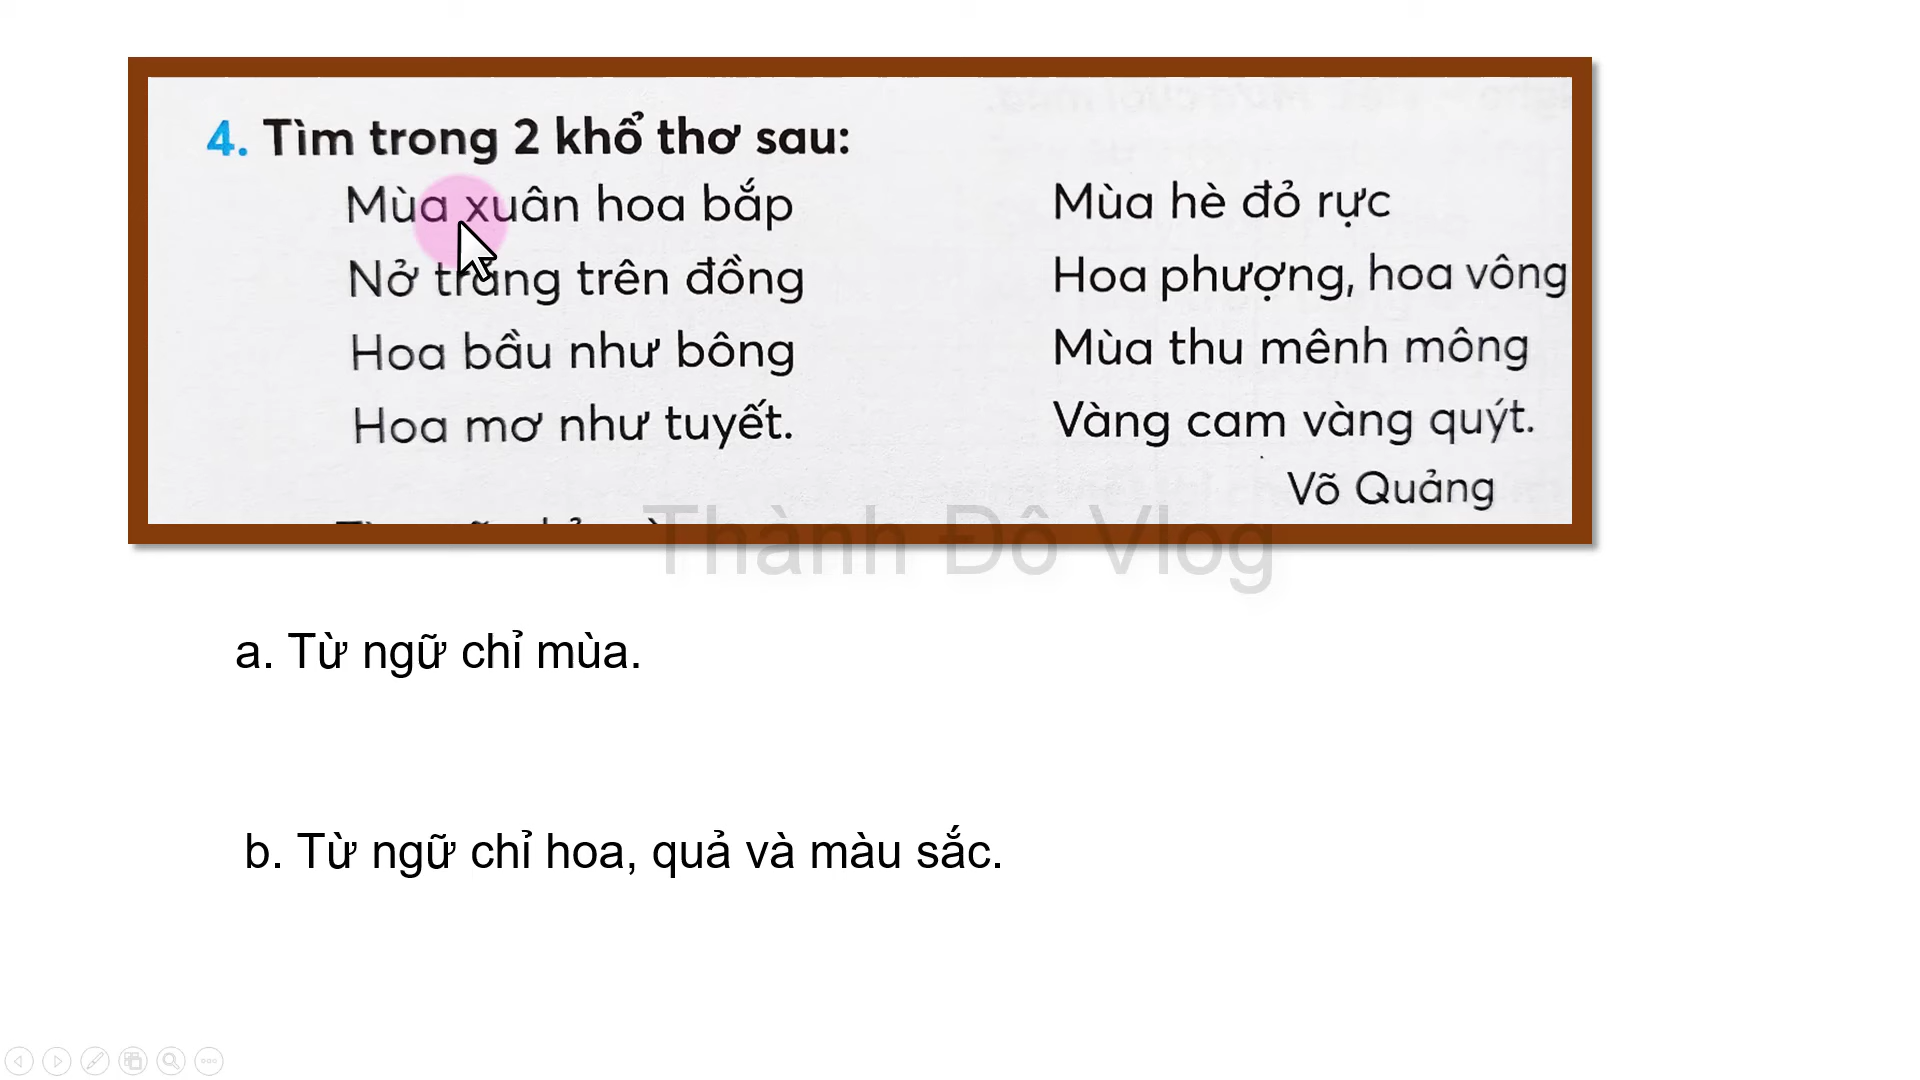 4. Tìm trong 2 khổ thơ sau:
Mùa xuân hoa bắp
Nở trắng trên đồng
Hoa bầu như bông
Hoa mơ như tuyết.
Mùa hè đỏ rực
Hoa phượng, hoa vông
Mùa thu mênh mông
Vàng cam vàng quýt.
Võ Quảng
Thành Đô Vlog
a. Từ ngữ chỉ mùa.
b. Từ ngữ chỉ hoa, quả và màu sắc.